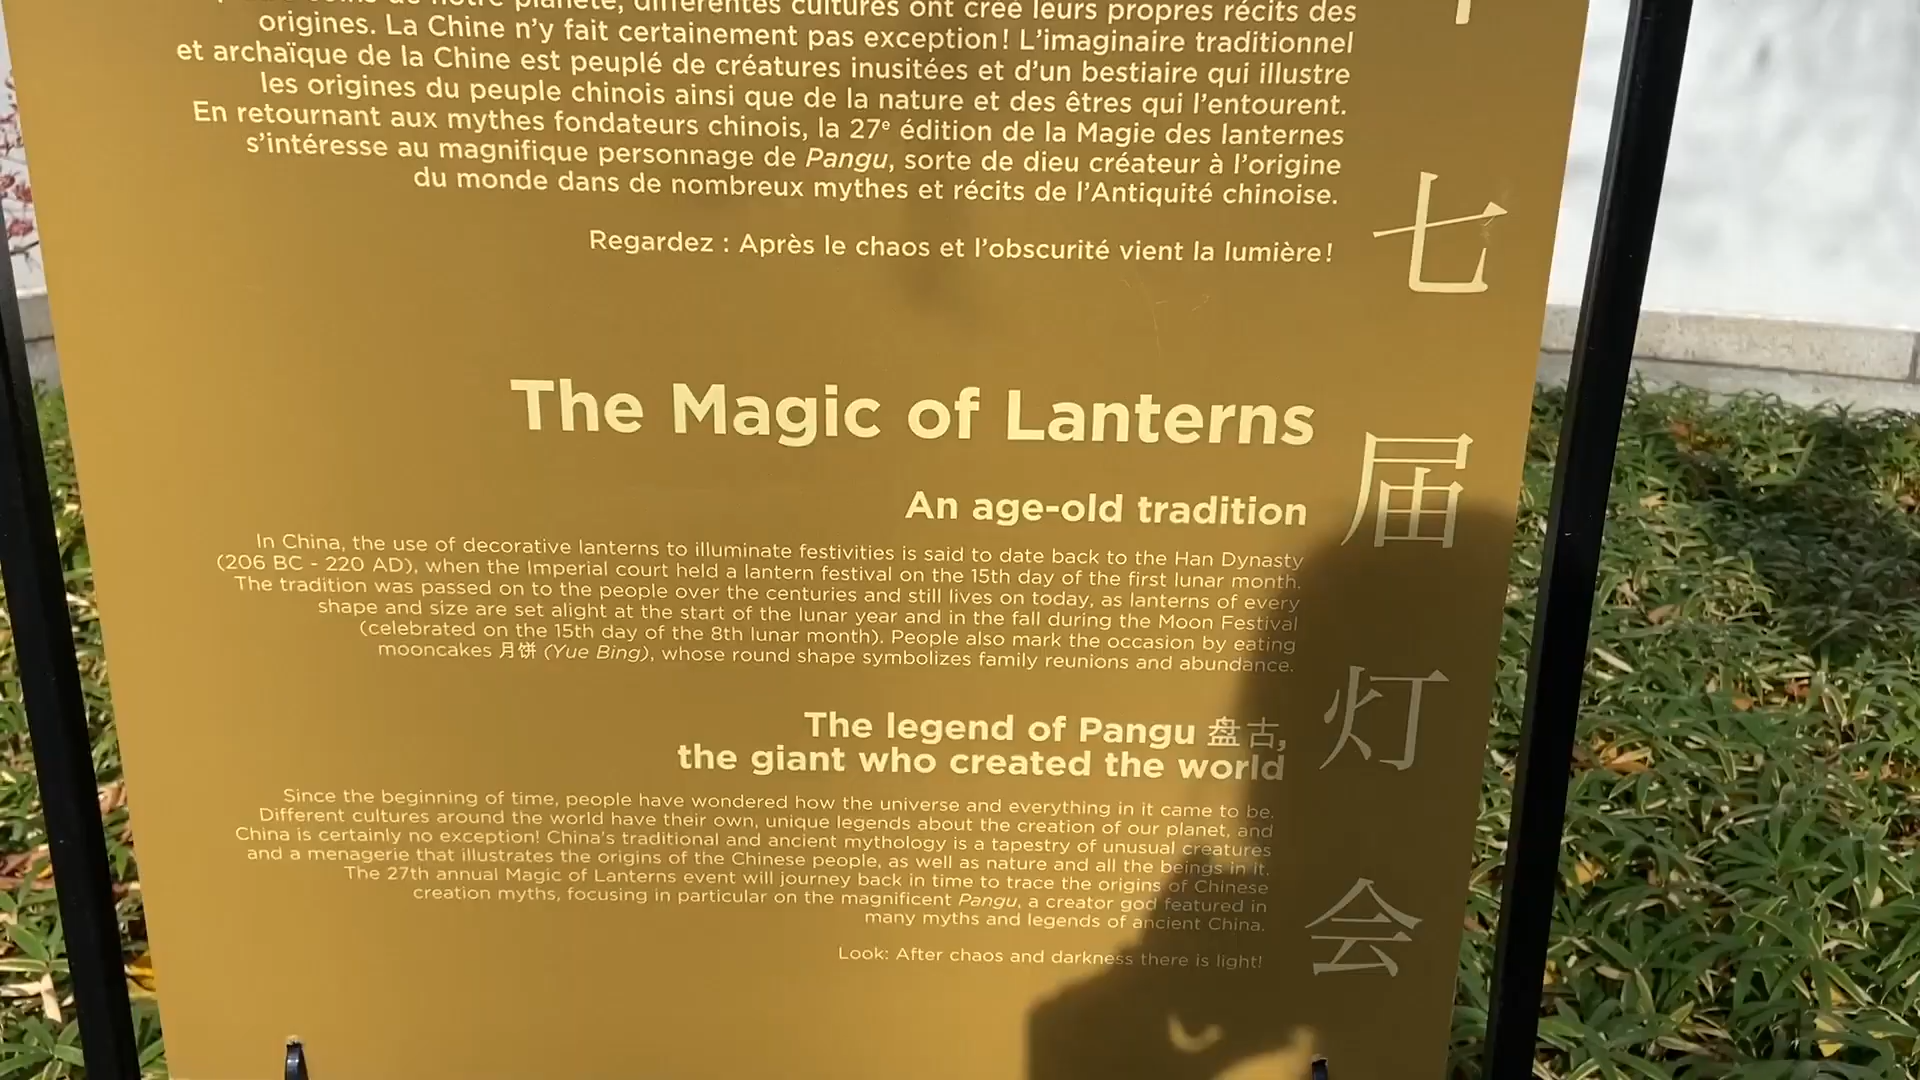 différentes cultures ont créé leurs propres récits des
origines. La Chine n’y fait certainement pas exception! L’imaginaire traditionnel
et archaïque de la Chine est peuplé de créatures inusitées et d’un bestiaire qui illustre
les origines du peuple chinois ainsi que de la nature et des êtres qui l’entourent.
En retournant aux mythes fondateurs chinois, la 27e édition de la Magie des lanternes
s’intéresse au magnifique personnage de Pangu, sorte de dieu créateur à l’origine
du monde dans de nombreux mythes et récits de l’Antiquité chinoise.
Regardez : Après le chaos et l’obscurité vient la lumière!
The Magic of Lanterns
An age-old tradition
In China, the use of decorative lanterns to illuminate festivities is said to date back to the Han Dynasty
(206 BC - 220 AD), when the Imperial court held a lantern festival on the 15th day of the first lunar month.
The tradition was passed on to the people over the centuries and still lives on today, as lanterns of every
shape and size are set alight at the start of the lunar year and in the fall during the Moon Festival
(celebrated on the 15th day of the 8th lunar month). People also mark the occasion by eating
mooncakes 月饼 (Yue Bing), whose round shape symbolizes family reunions and abundance.
The legend of Pangu 盘古,
the giant who created the world
Since the beginning of time, people have wondered how the universe and everything in it came to be.
Different cultures around the world have their own, unique legends about the creation of our planet, and
China is certainly no exception! China’s traditional and ancient mythology is a tapestry of unusual creatures
and a menagerie that illustrates the origins of the Chinese people, as well as nature and all the beings in it.
The 27th annual Magic of Lanterns event will journey back in time to trace the origins of Chinese
creation myths, focusing in particular on the magnificent Pangu, a creator god featured in
many myths and legends of ancient China.
Look: After chaos and darkness there is light!
七
届
灯
会